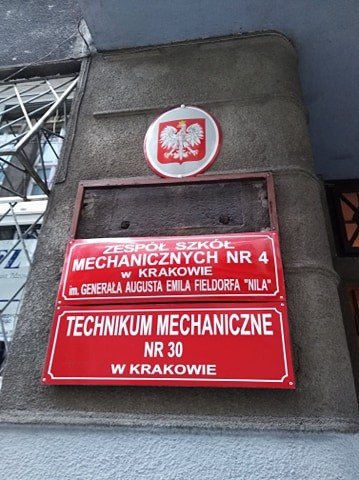 ZESPÓŁ SZKÓŁ
MECHANICZNYCH NR 4
W KRAKOWIE
im. GENERAŁA AUGUSTA EMILA FIELDORFA "NILA"
TECHNIKUM MECHANICZNE
NR 30
W KRAKOWIE